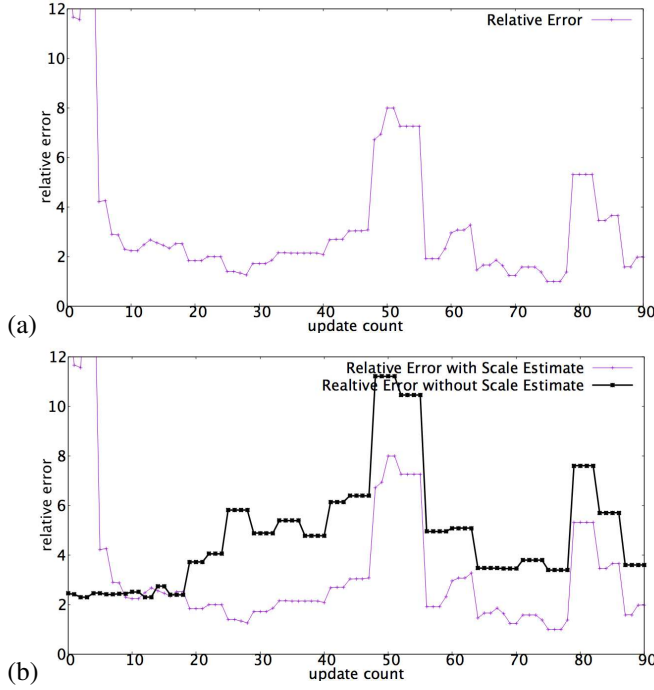 12
10
8
6
4
2
0
relative error
Relative Error
0 10 20 30 40 50 60 70 80 90
update count
(a)
12
10
8
6
4
2
0
relative error
Relative Error with Scale Estimate
Realtive Error without Scale Estimate
0 10 20 30 40 50 60 70 80 90
update count
(b)